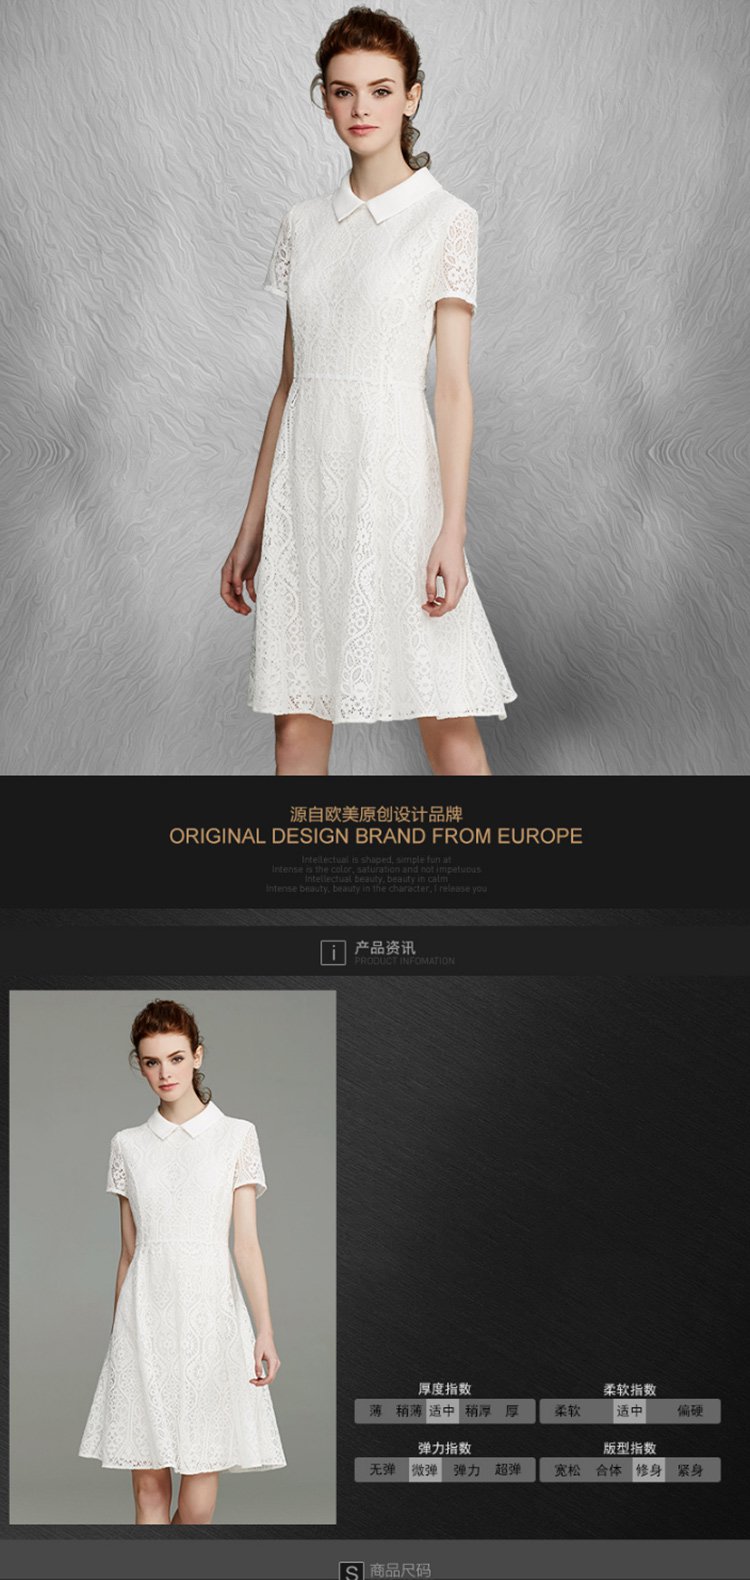 源自欧美原创设计品牌
ORIGINAL DESIGN BRAND FROM EUROPE
Intellectual is shaped, simple fun at
Intense is the color, saturation and not impetuous
Intellectual beauty, beauty in calm
Intense beauty, beauty in the character, I release you
i 产品资讯
PRODUCT INFOMATION
厚度指数 柔软指数
薄 稍薄 适中 稍厚 厚 柔软 适中 偏硬
弹力指数 版型指数
无弹 微弹 弹力 超弹 宽松 合体 修身 紧身
S 商品尺码